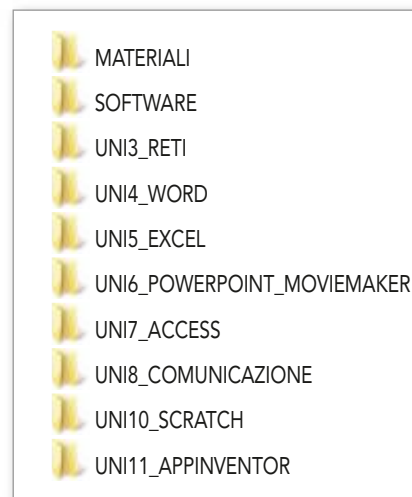 MATERIALI
SOFTWARE
UNI3_RETI
UNI4_WORD
UNI5_EXCEL
UNI6_POWERPOINT_MOVIEMAKER
UNI7_ACCESS
UNI8_COMUNICAZIONE
UNI10_SCRATCH
UNI11_APPINVENTOR